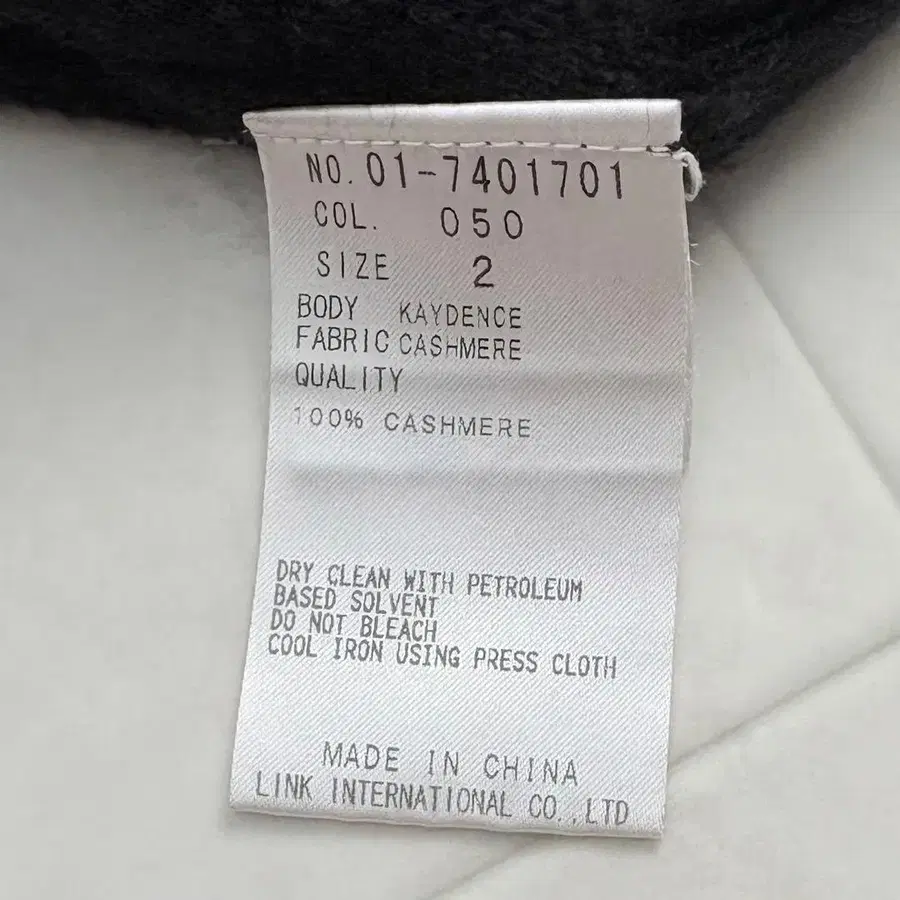 NO. 01-7401701
COL. 050
SIZE 2
BODY KAYDENCE
FABRIC CASHMERE
QUALITY
100% CASHMERE
DRY CLEAN WITH PETROLEUM
BASED SOLVENT
DO NOT BLEACH
COOL IRON USING PRESS CLOTH
MADE IN CHINA
LINK INTERNATIONAL CO.,LTD